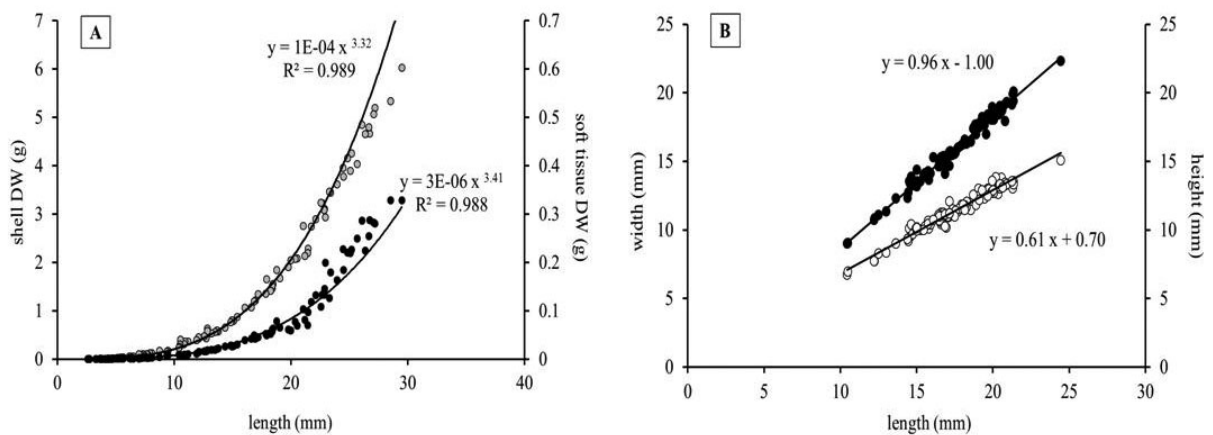 A
y = 1E-04 x 3.32
R² = 0.989
y = 3E-06 x 3.41
R² = 0.988
shell DW (g)
soft tissue DW (g)
7
6
5
4
3
2
1
0
0.7
0.6
0.5
0.4
0.3
0.2
0.1
0
0 10 20 30 40
length (mm)
B
y = 0.96 x - 1.00
y = 0.61 x + 0.70
width (mm)
height (mm)
25
20
15
10
5
0
25
20
15
10
5
0
0 5 10 15 20 25 30
length (mm)